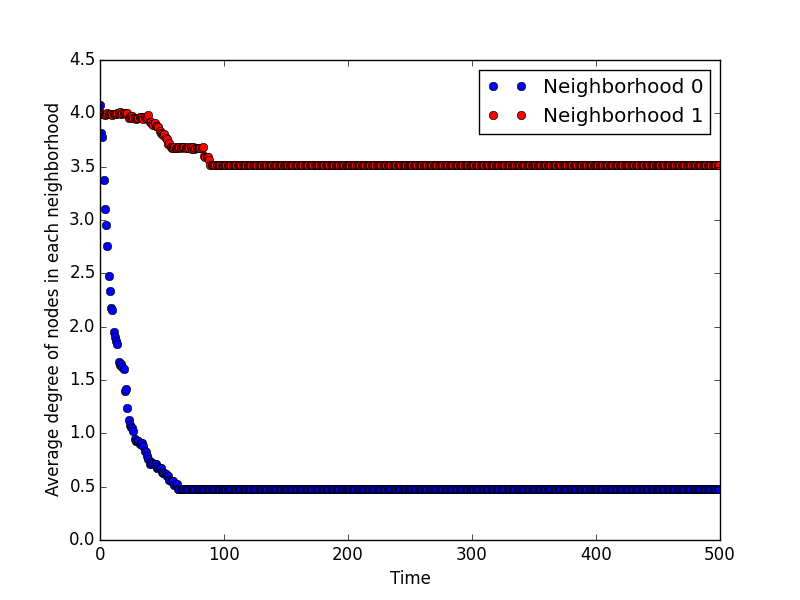 4.5
4.0
3.5
3.0
2.5
2.0
1.5
1.0
0.5
0.0
Average degree of nodes in each neighborhood
Neighborhood 0
Neighborhood 1
0 100 200 300 400 500
Time